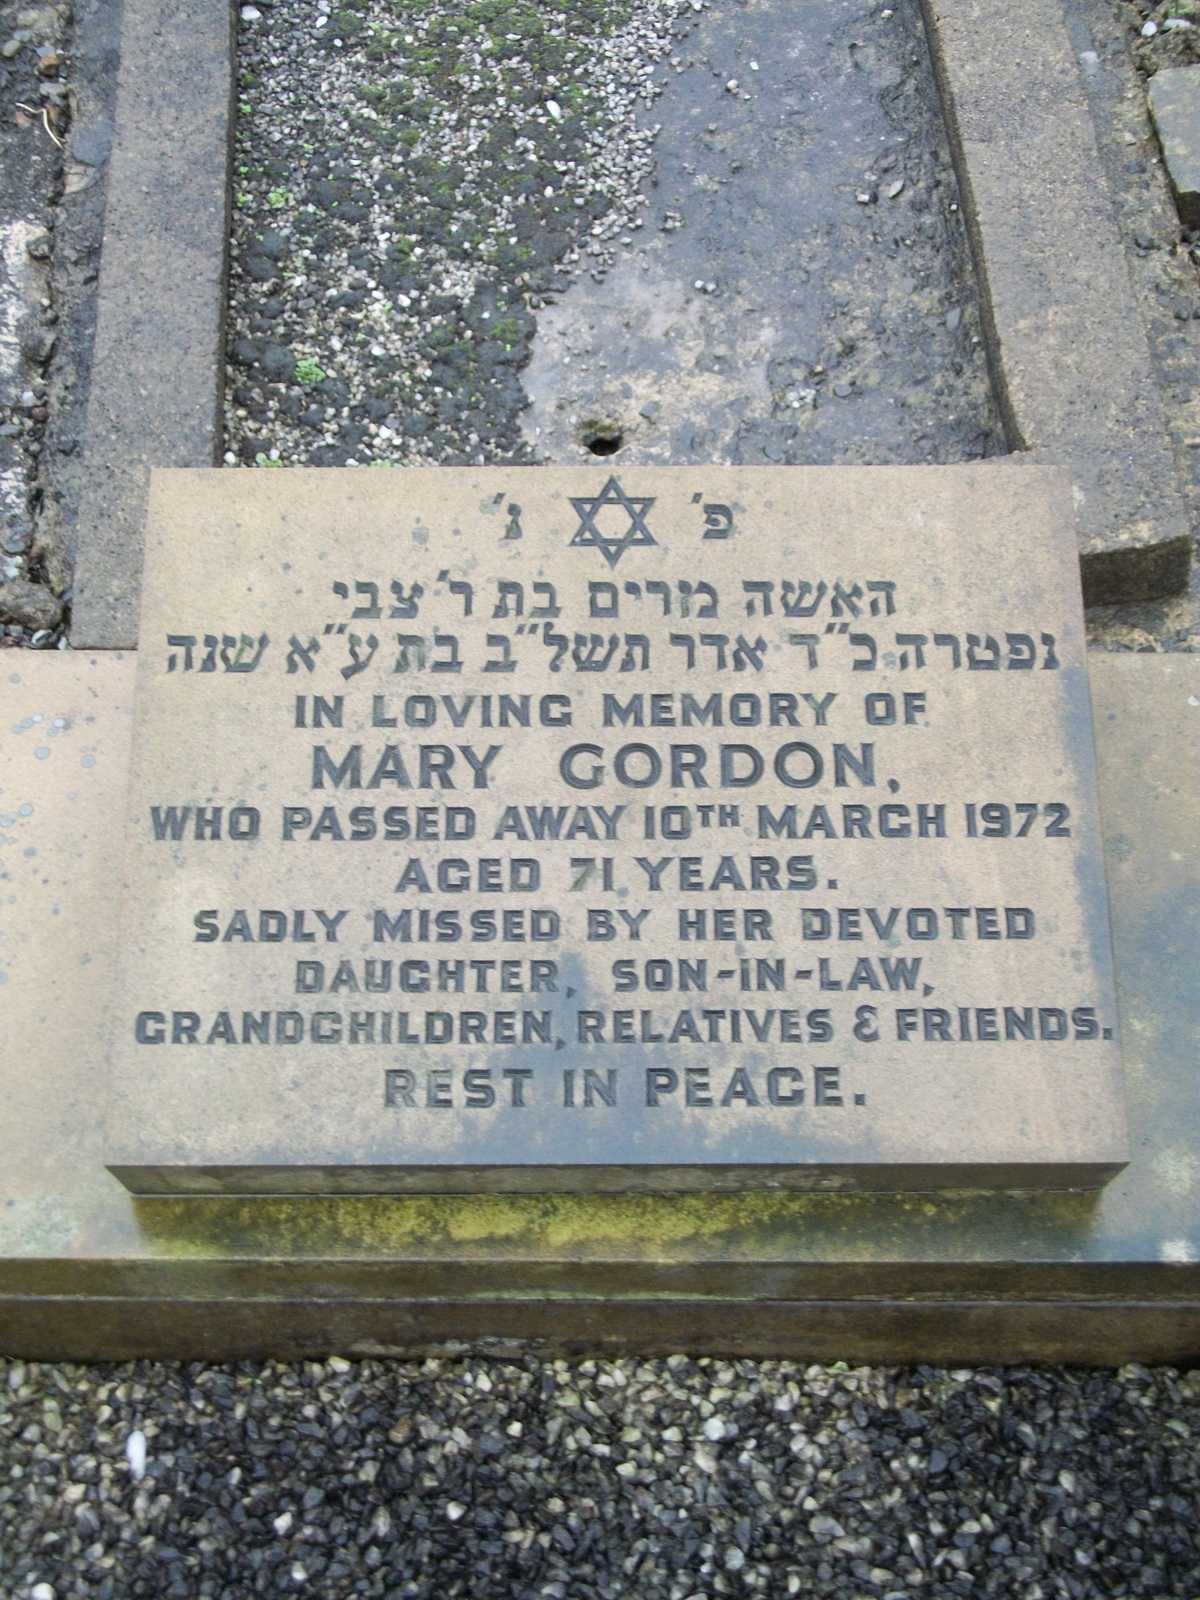 פ' נ'
האשה מרים בת ר' צבי
נפטרה כ"ד אדר תשל"ב בת ע"א שנה
IN LOVING MEMORY OF
MARY GORDON,
WHO PASSED AWAY 10TH MARCH 1972
AGED 71 YEARS.
SADLY MISSED BY HER DEVOTED
DAUGHTER, SON-IN-LAW,
GRANDCHILDREN, RELATIVES & FRIENDS.
REST IN PEACE.